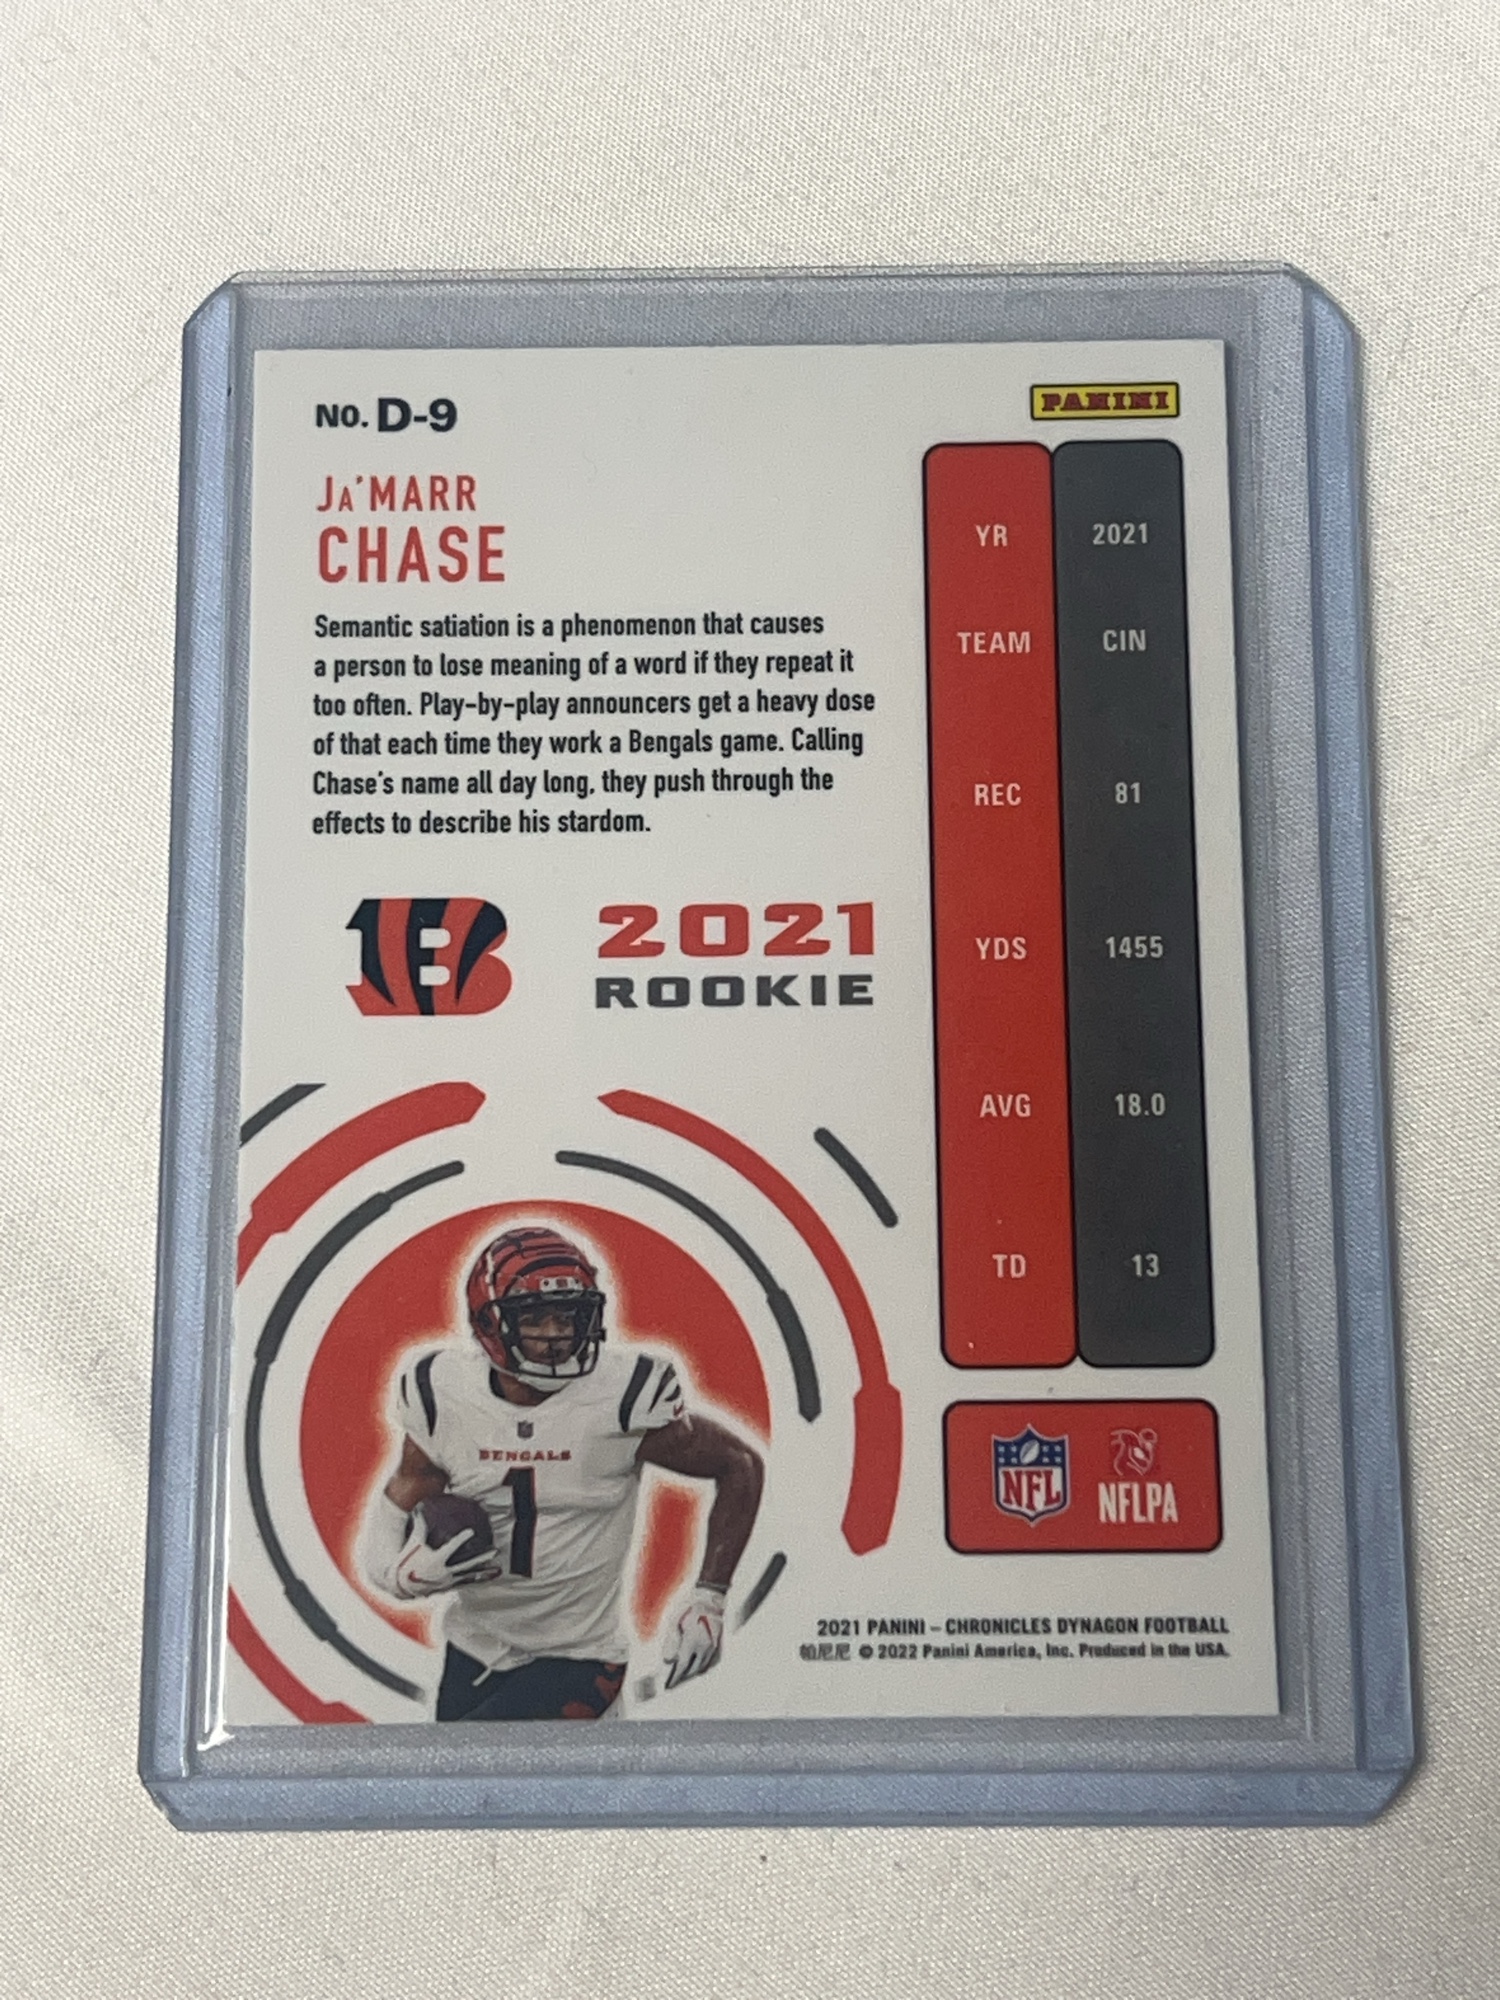 No. D-9
PANINI
JA'MARR
CHASE
Semantic satiation is a phenomenon that causes
a person to lose meaning of a word if they repeat it
too often. Play-by-play announcers get a heavy dose
of that each time they work a Bengals game. Calling
Chase's name all day long, they push through the
effects to describe his stardom.
B
2021
ROOKIE
YR 2021
TEAM CIN
REC 81
YDS 1455
AVG 18.0
TD 13
BENGALS
1
NFL
NFLPA
2021 PANINI – CHRONICLES DYNAGON FOOTBALL
帕尼尼 © 2022 Panini America, Inc. Produced in the USA.